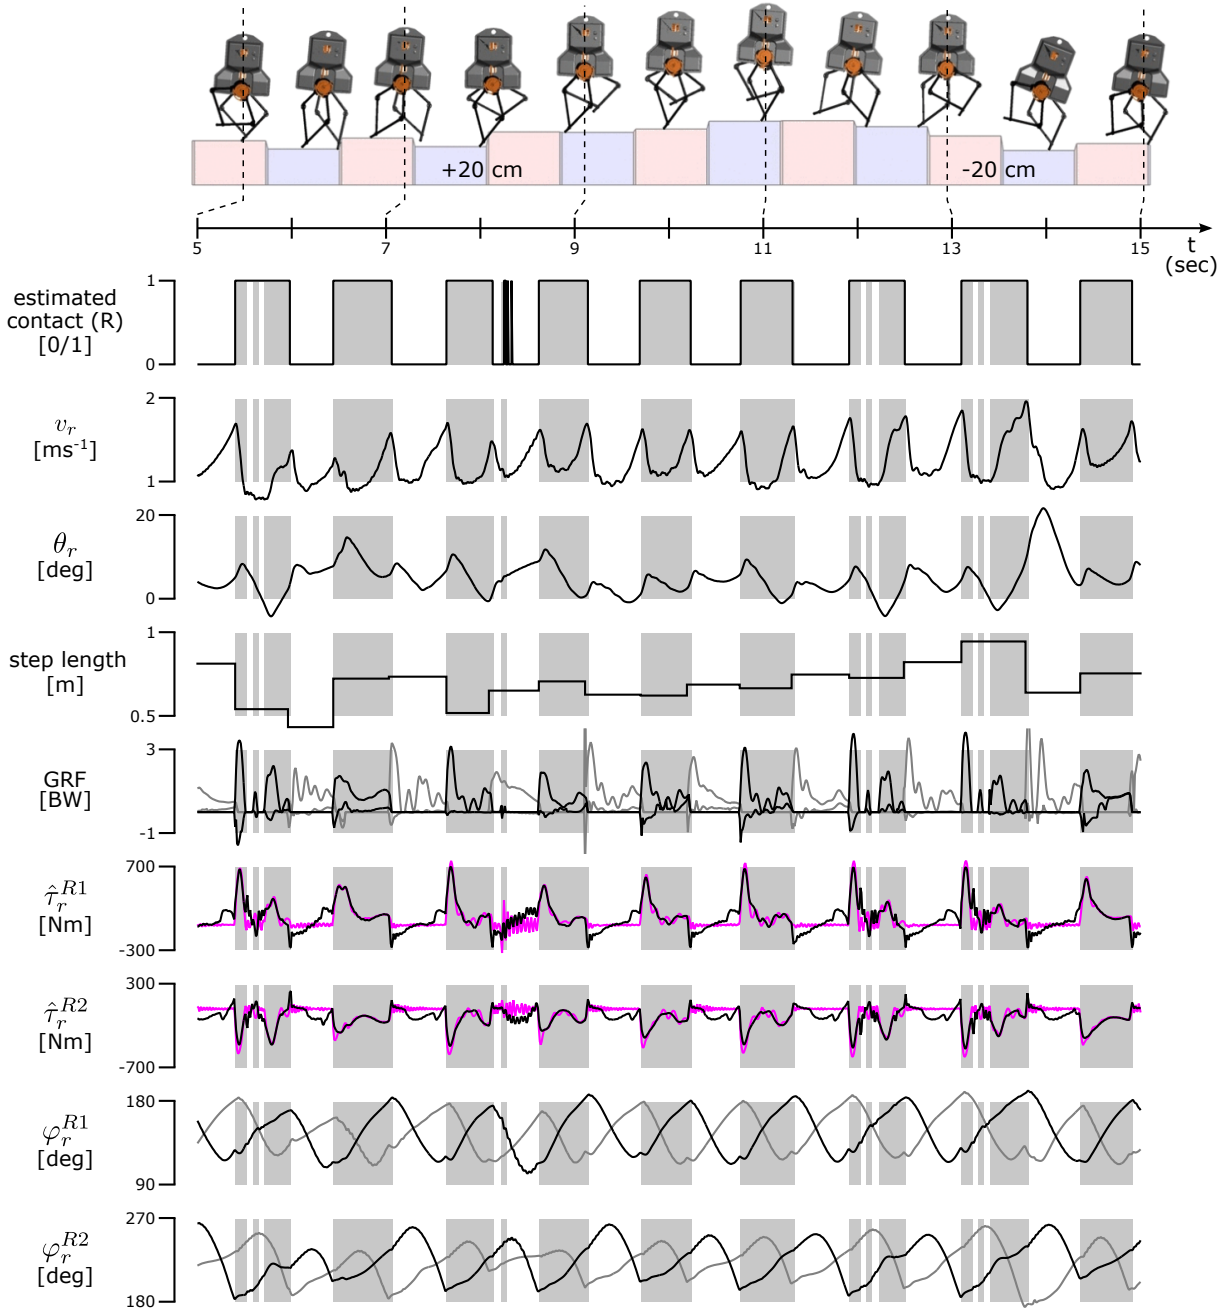 +20 cm
-20 cm
5
7
9
11
13
15
t
(sec)
estimated
contact (R)
[0/1]
1
0
v_r
[ms⁻¹]
2
1
θ_r
[deg]
20
0
step length
[m]
1
0.5
GRF
[BW]
3
-1
τ̂_r^{R1}
[Nm]
700
-300
τ̂_r^{R2}
[Nm]
300
-700
φ_r^{R1}
[deg]
180
90
φ_r^{R2}
[deg]
270
180